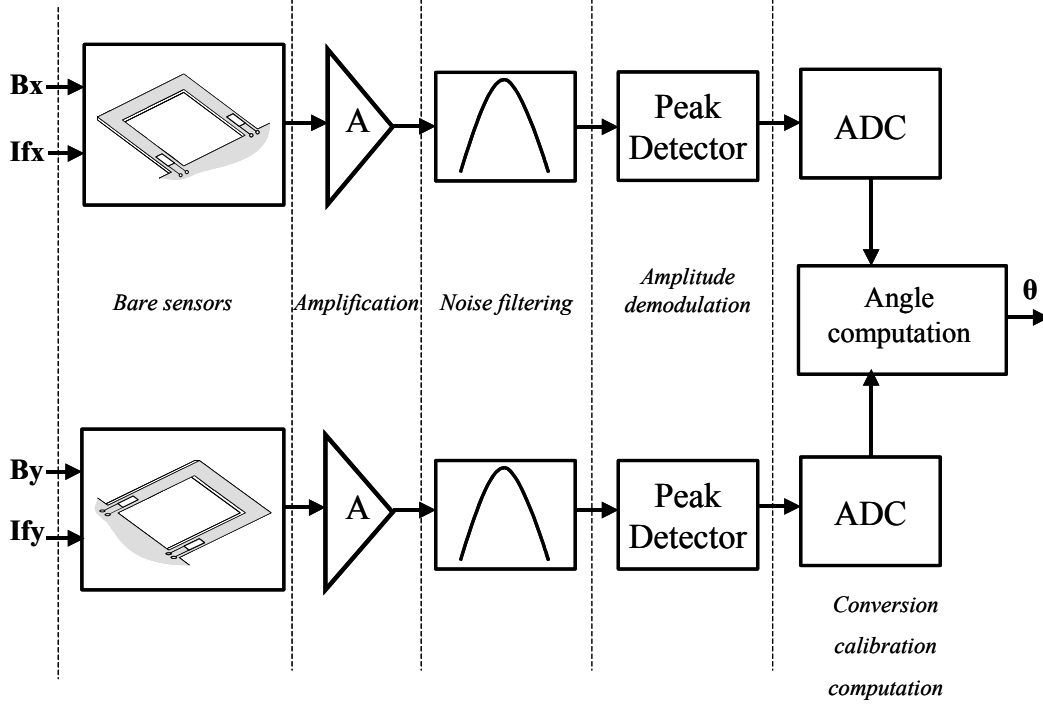 Bx
Ifx
A
Peak
Detector
ADC
Bare sensors
Amplification
Noise filtering
Amplitude
demodulation
Angle
computation
θ
By
Ify
A
Peak
Detector
ADC
Conversion
calibration
computation